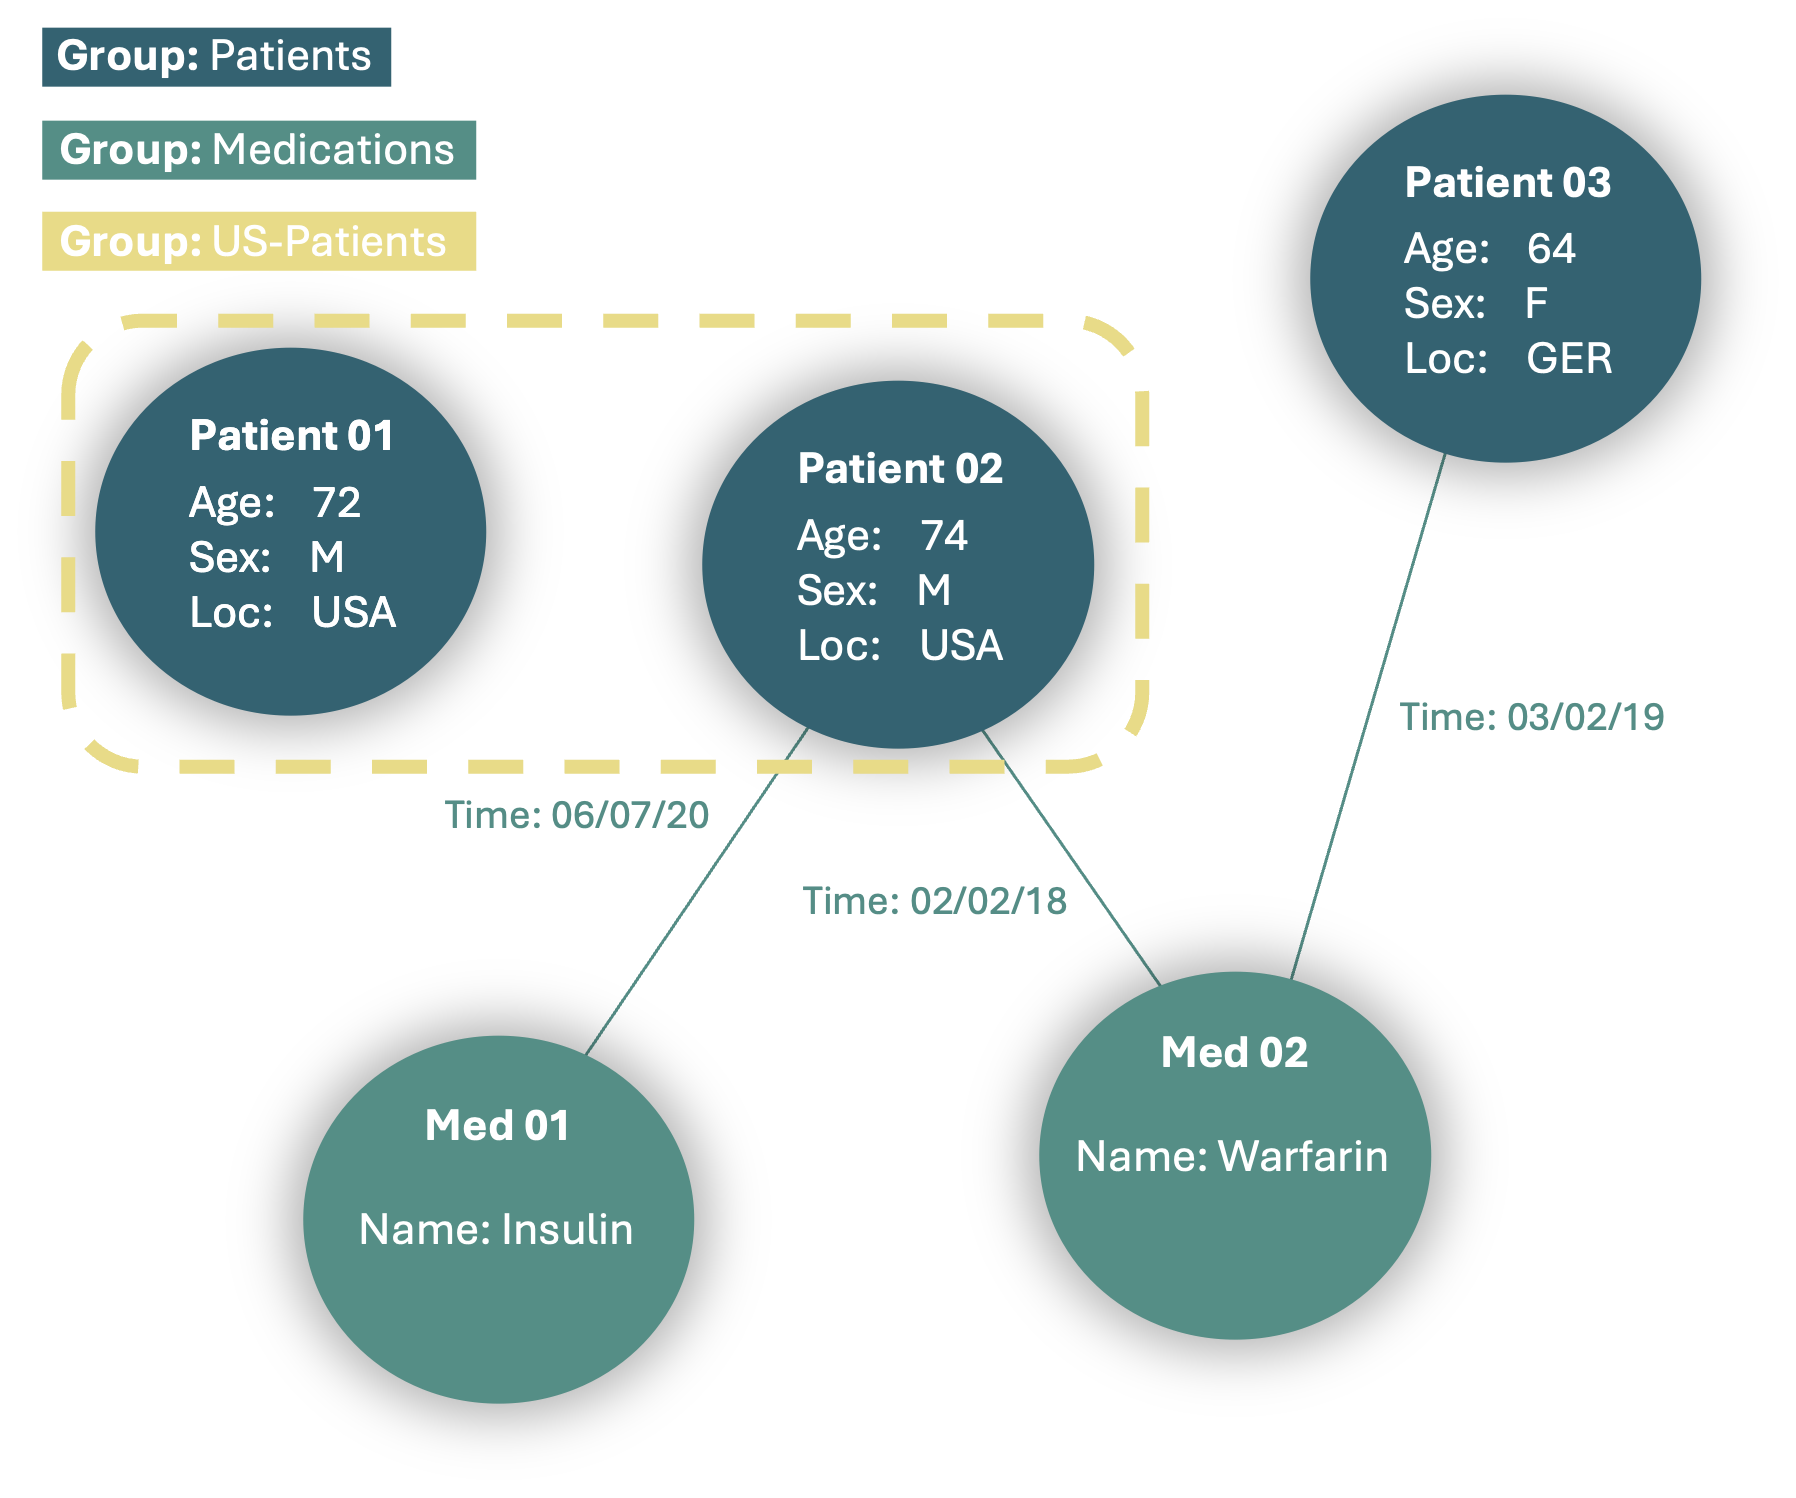 Group: Patients
Group: Medications
Group: US-Patients
Patient 03
Age: 64
Sex: F
Loc: GER
Patient 01
Age: 72
Sex: M
Loc: USA
Patient 02
Age: 74
Sex: M
Loc: USA
Time: 03/02/19
Time: 06/07/20
Time: 02/02/18
Med 02
Name: Warfarin
Med 01
Name: Insulin